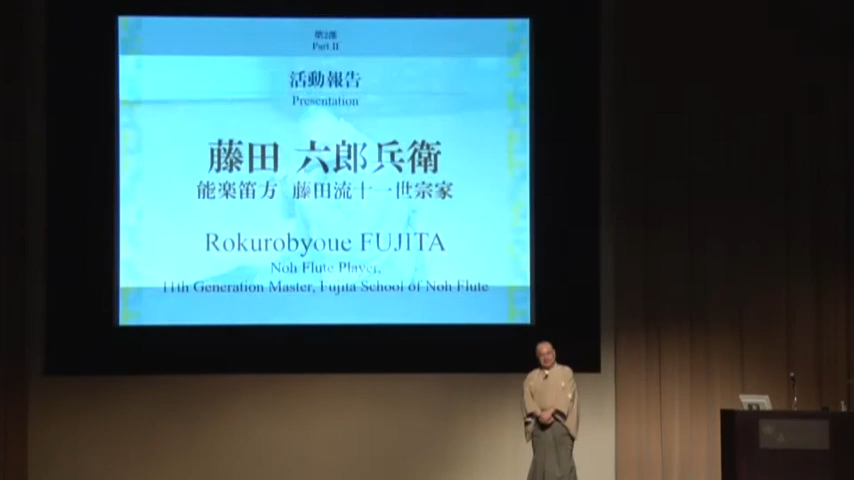 第2部
Part II
活動報告
Presentation
藤田 六郎兵衛
能楽笛方 藤田流十一世宗家
Rokurobyoue FUJITA
Noh Flute Player,
11th Generation Master, Fujita School of Noh Flute